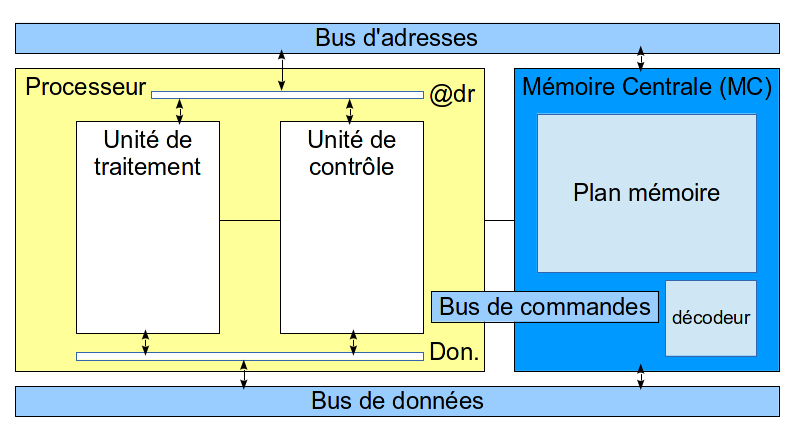 Bus d'adresses
Processeur
@dr
Mémoire Centrale (MC)
Unité de
traitement
Unité de
contrôle
Plan mémoire
Bus de commandes
décodeur
Don.
Bus de données